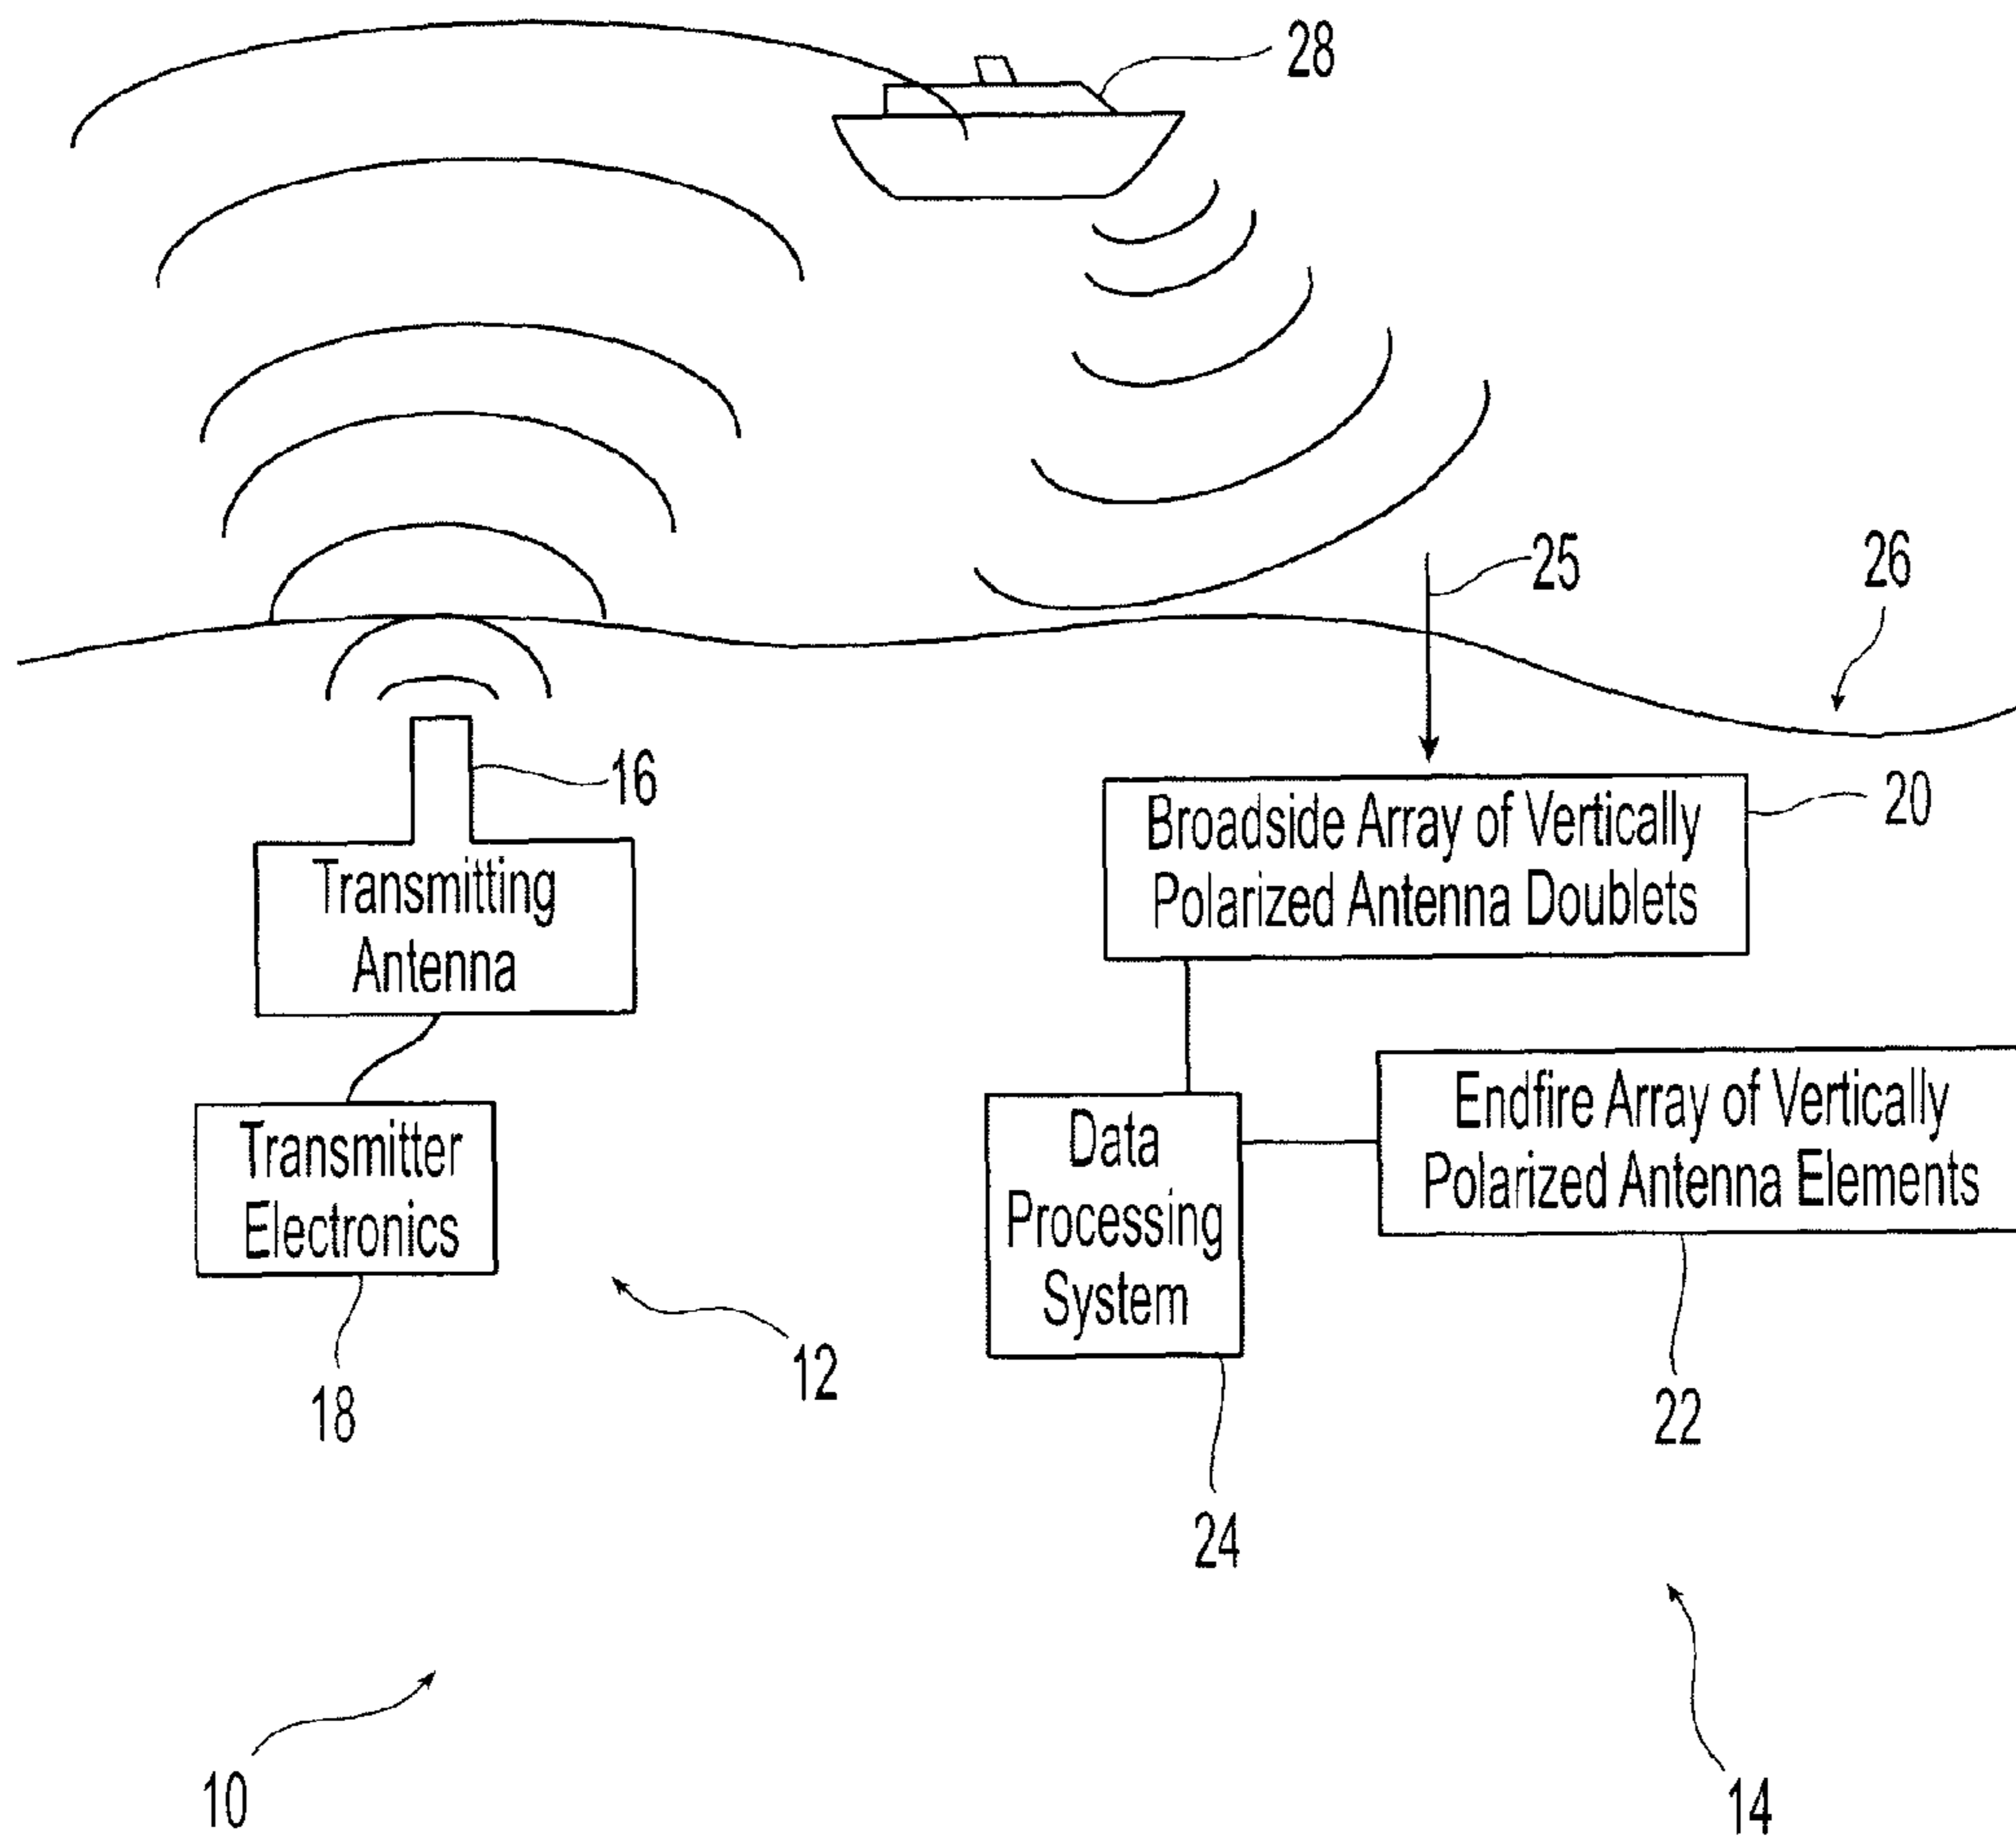 28
25
26
16
20
Broadside Array of Vertically
Polarized Antenna Doublets
Transmitting
Antenna
Endfire Array of Vertically
Polarized Antenna Elements
Data
Processing
System
Transmitter
Electronics
12
18
22
24
10
14